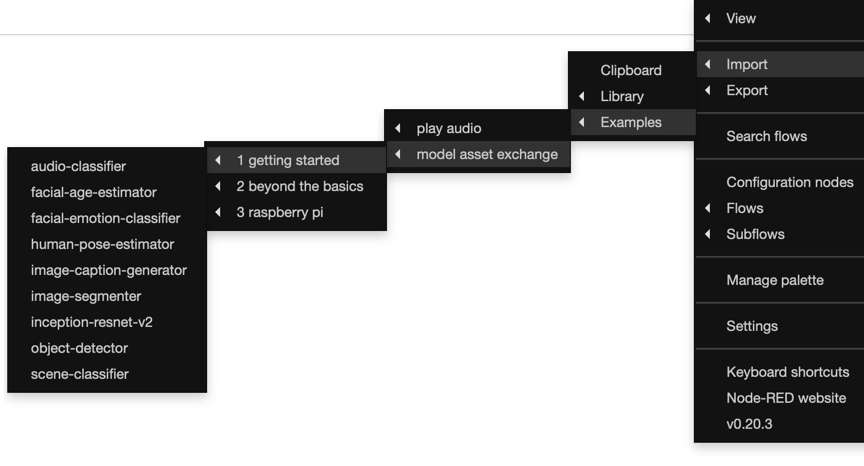 View
Import
Export
Search flows
Configuration nodes
Flows
Subflows
Manage palette
Settings
Keyboard shortcuts
Node-RED website
v0.20.3
Clipboard
Library
Examples
play audio
model asset exchange
1 getting started
2 beyond the basics
3 raspberry pi
audio-classifier
facial-age-estimator
facial-emotion-classifier
human-pose-estimator
image-caption-generator
image-segmenter
inception-resnet-v2
object-detector
scene-classifier